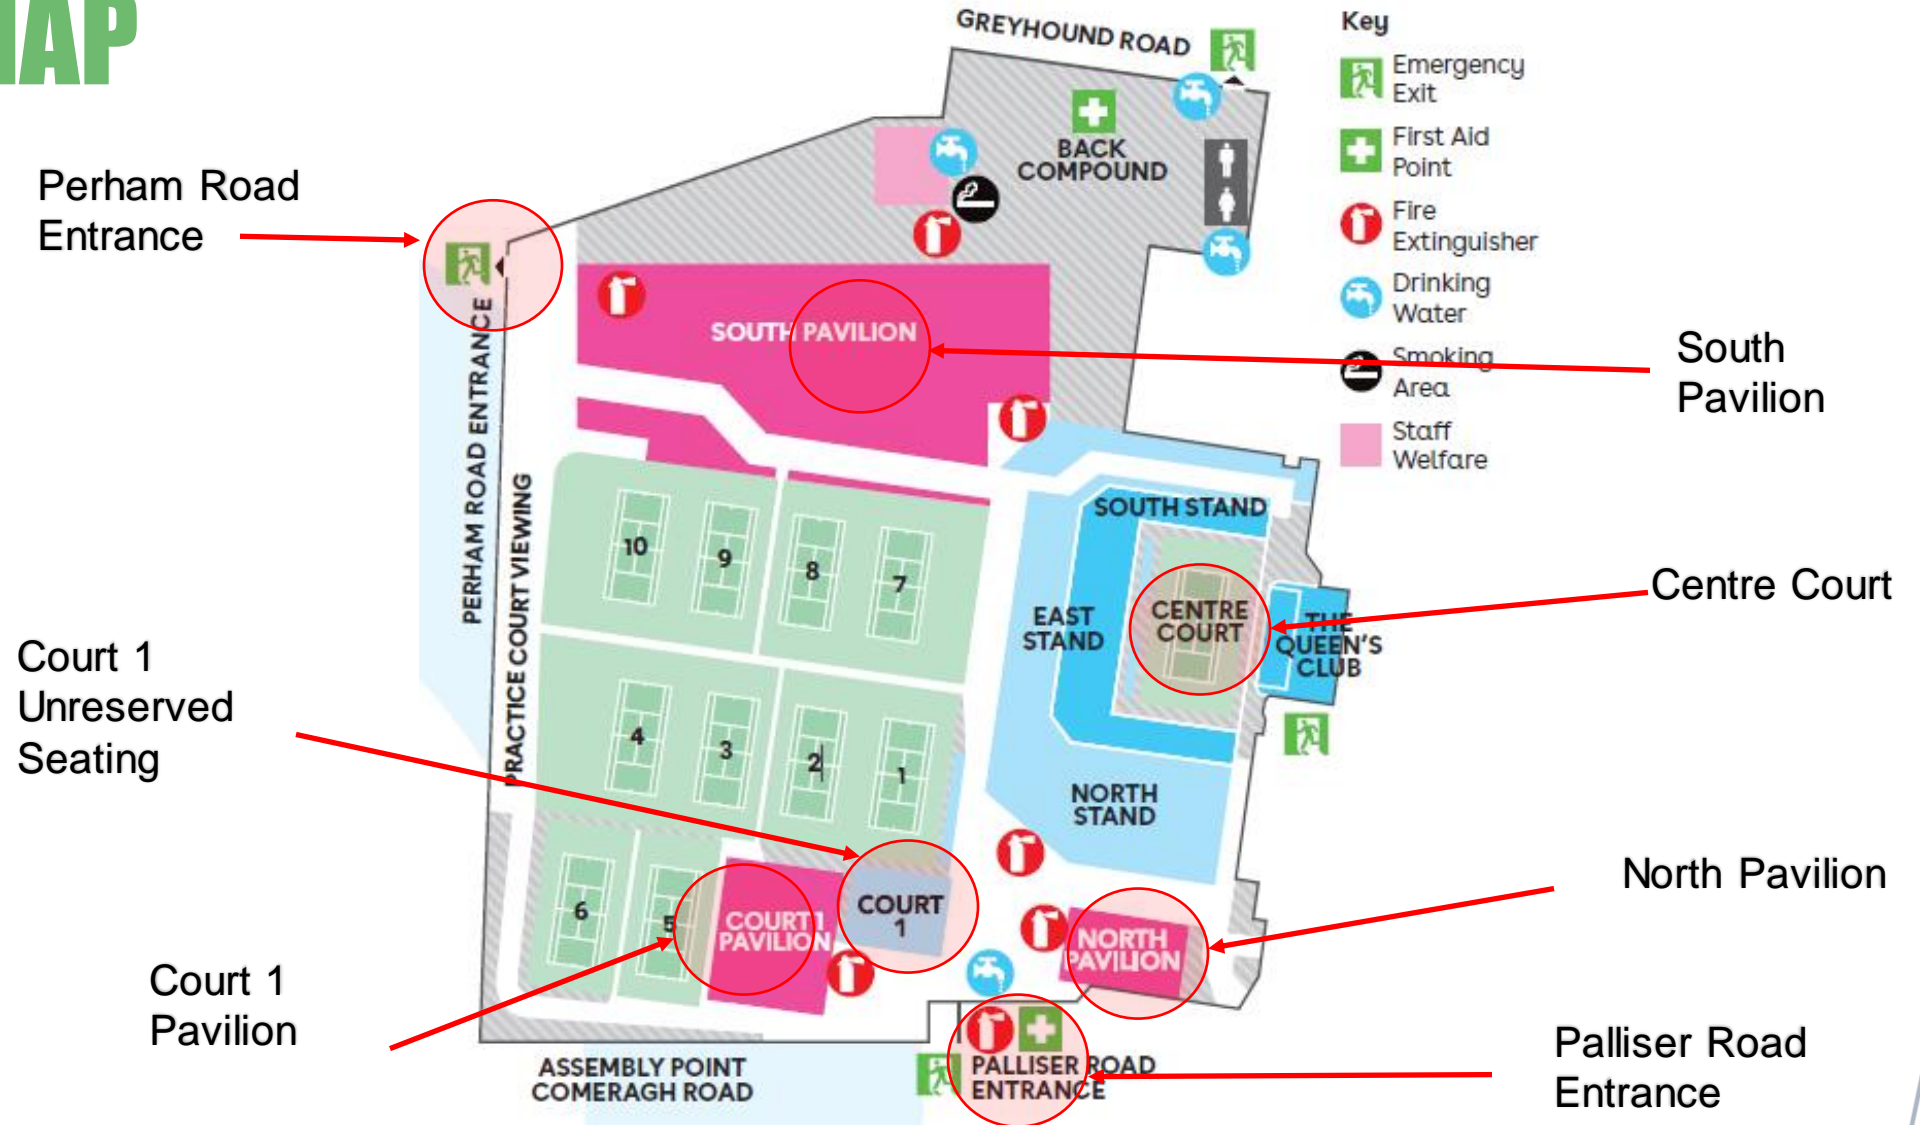 MAP
GREYHOUND ROAD
Key
Emergency
Exit
First Aid
Point
Fire
Extinguisher
Drinking
Water
Smoking
Area
Staff
Welfare
BACK
COMPOUND
Perham Road
Entrance
PERHAM ROAD ENTRANCE
PRACTICE COURT VIEWING
SOUTH PAVILION
South
Pavilion
SOUTH STAND
10
9
8
7
EAST
STAND
CENTRE
COURT
THE
QUEEN'S
CLUB
Centre Court
Court 1
Unreserved
Seating
4
3
2
1
NORTH
STAND
6
5
COURT 1
PAVILION
COURT
1
NORTH
PAVILION
North Pavilion
Court 1
Pavilion
ASSEMBLY POINT
COMERAGH ROAD
PALLISER ROAD
ENTRANCE
Palliser Road
Entrance